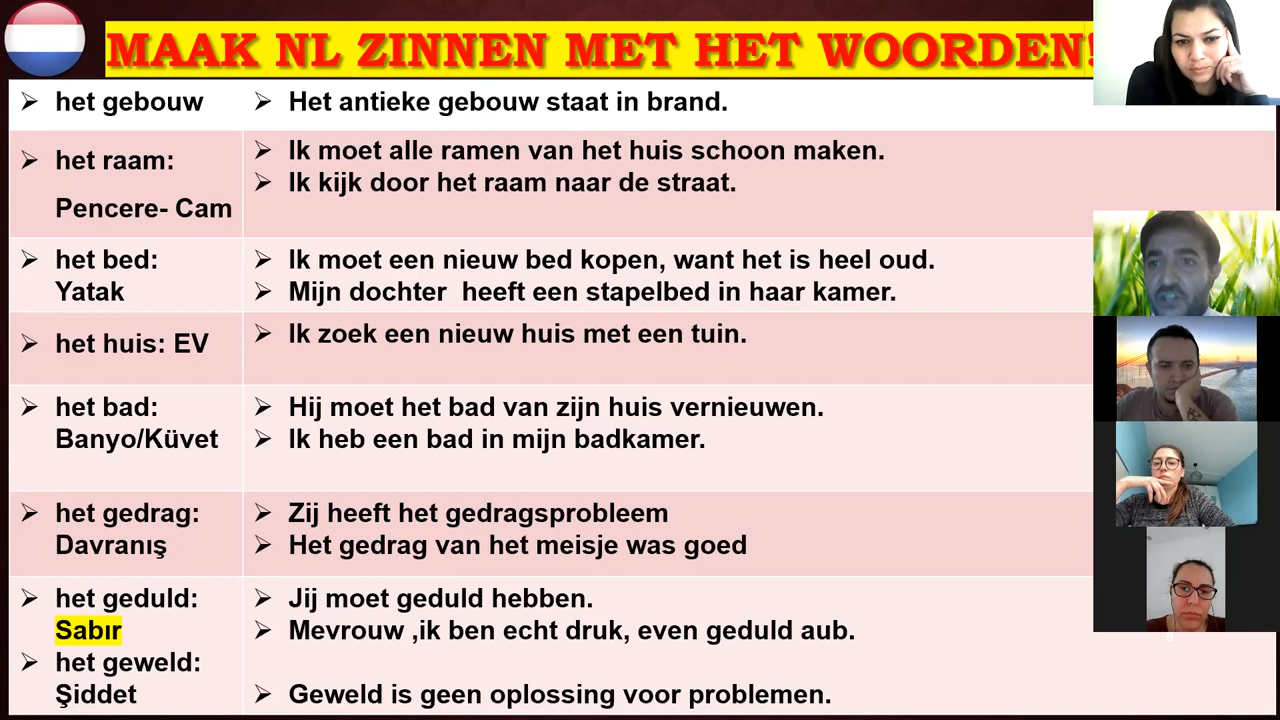 MAAK NL ZINNEN MET HET WOORDEN!
het gebouw
Het antieke gebouw staat in brand.
het raam:
Pencere- Cam
Ik moet alle ramen van het huis schoon maken.
Ik kijk door het raam naar de straat.
het bed:
Yatak
Ik moet een nieuw bed kopen, want het is heel oud.
Mijn dochter heeft een stapelbed in haar kamer.
het huis: EV
Ik zoek een nieuw huis met een tuin.
het bad:
Banyo/Küvet
Hij moet het bad van zijn huis vernieuwen.
Ik heb een bad in mijn badkamer.
het gedrag:
Davranış
Zij heeft het gedragsprobleem
Het gedrag van het meisje was goed
het geduld:
Sabır
Jij moet geduld hebben.
Mevrouw ,ik ben echt druk, even geduld aub.
het geweld:
Şiddet
Geweld is geen oplossing voor problemen.